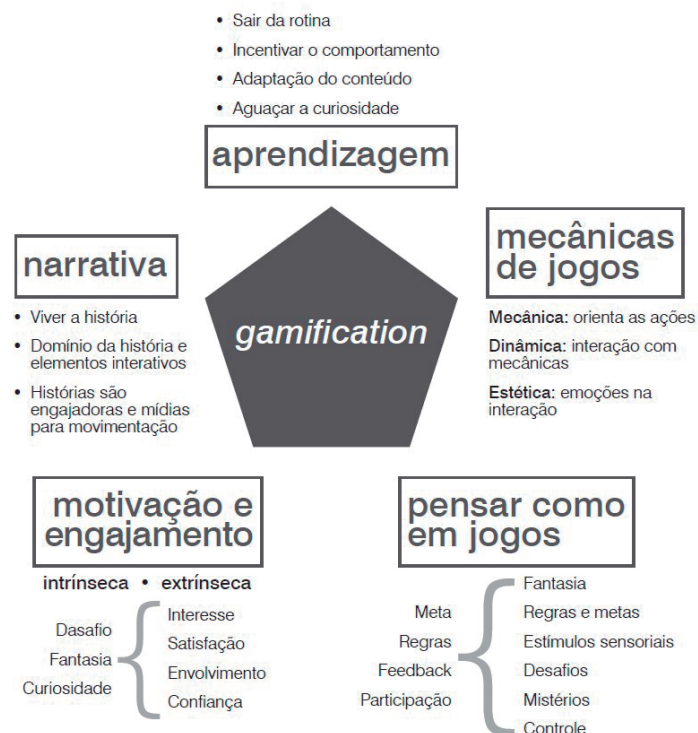 • Sair da rotina
• Incentivar o comportamento
• Adaptação do conteúdo
• Aguaçar a curiosidade
aprendizagem
narrativa
• Viver a história
• Domínio da história e
elementos interativos
• Histórias são
engajadoras e mídias
para movimentação
gamification
mecânicas
de jogos
Mecânica: orienta as ações
Dinâmica: interação com
mecânicas
Estética: emoções na
interação
motivação e
engajamento
intrínseca • extrínseca
Dasafio
Fantasia
Curiosidade
Interesse
Satisfação
Envolvimento
Confiança
pensar como
em jogos
Meta
Regras
Feedback
Participação
Fantasia
Regras e metas
Estímulos sensoriais
Desafios
Mistérios
Controle